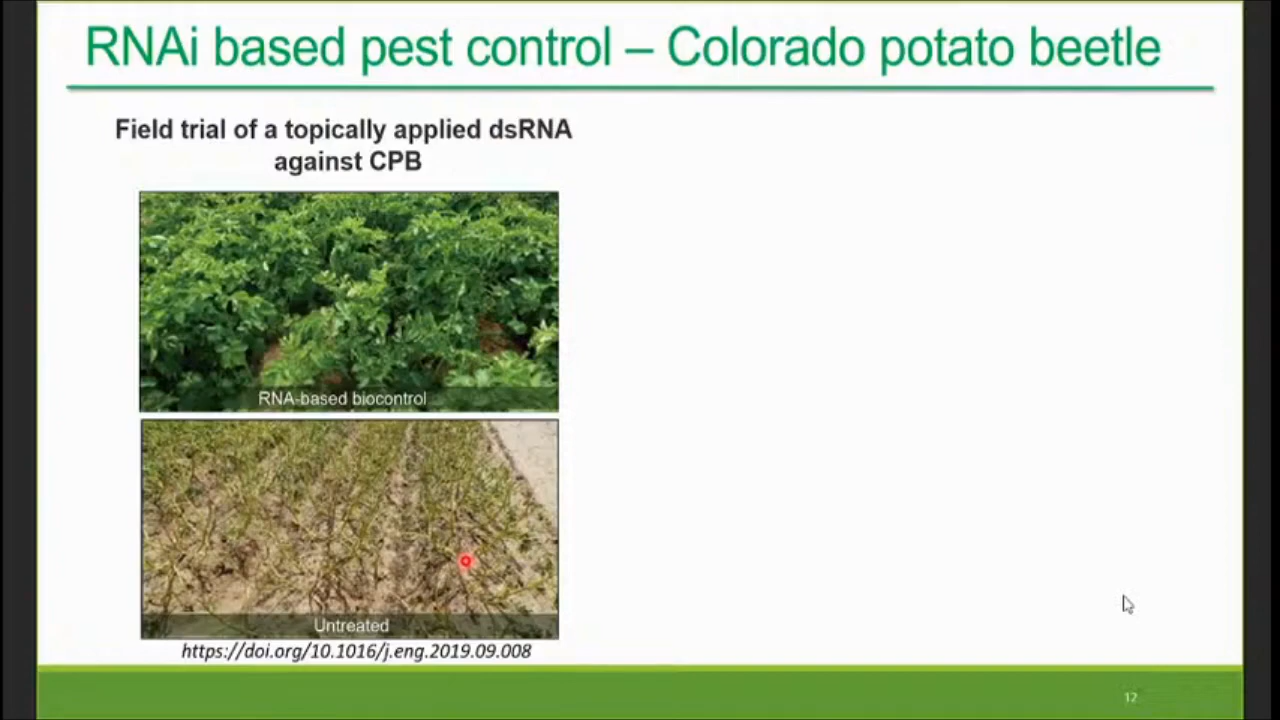 RNAi based pest control – Colorado potato beetle
Field trial of a topically applied dsRNA
against CPB
RNA-based biocontrol
Untreated
https://doi.org/10.1016/j.eng.2019.09.008
12